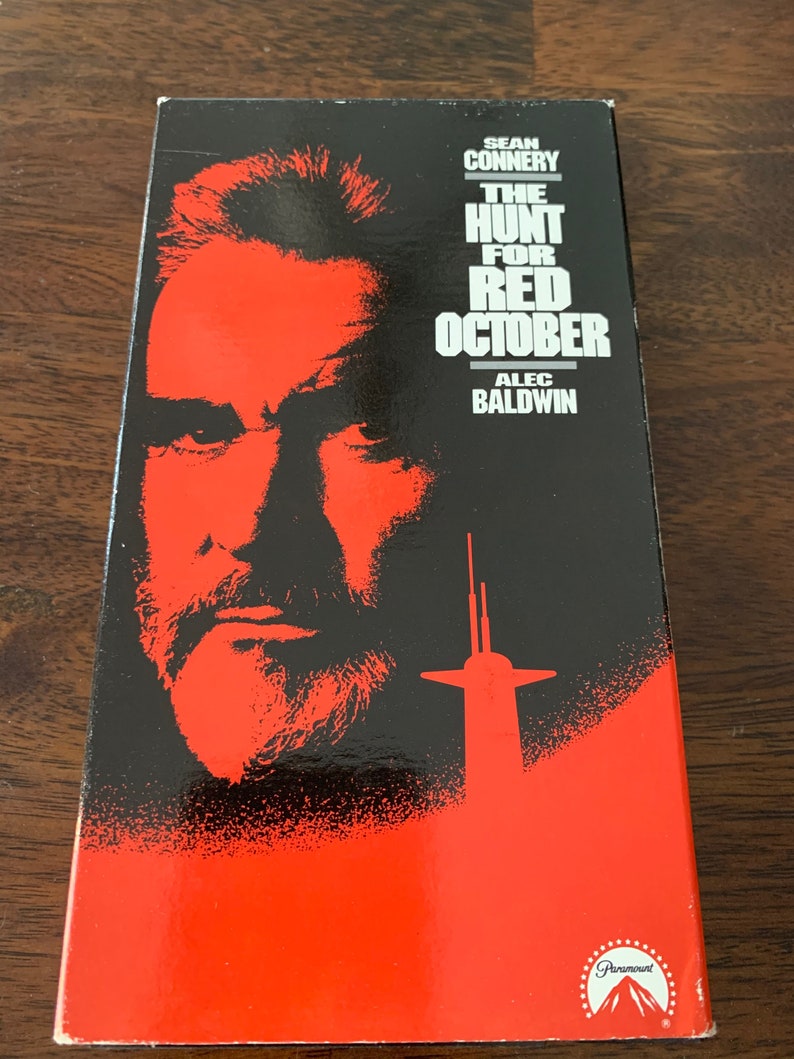 SEAN
CONNERY
THE
HUNT
FOR
RED
OCTOBER
ALEC
BALDWIN
Paramount
®